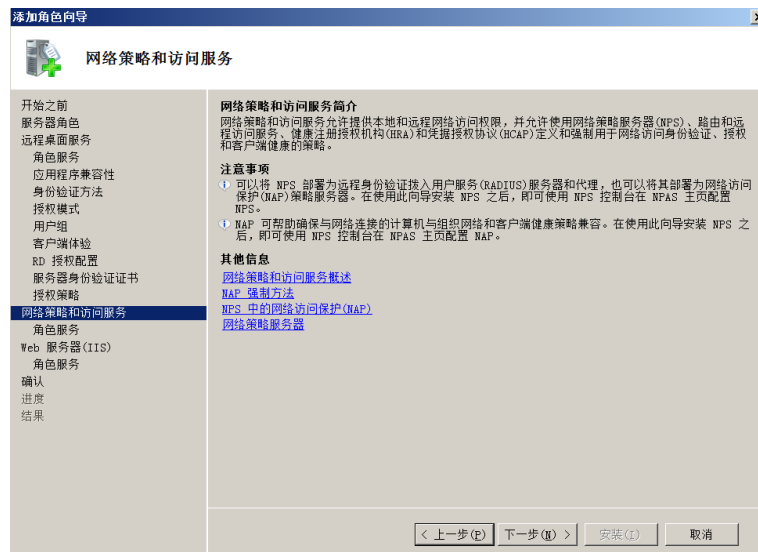 添加角色向导
网络策略和访问服务
开始之前
服务器角色
远程桌面服务
角色服务
应用程序兼容性
身份验证方法
授权模式
用户组
客户端体验
RD 授权配置
服务器身份验证证书
授权策略
网络策略和访问服务
角色服务
Web 服务器(IIS)
角色服务
确认
进度
结果
网络策略和访问服务简介
网络策略和访问服务允许提供本地和远程网络访问权限，并允许使用网络策略服务器(NPS)、路由和远
程访问服务、健康注册授权机构(HRA)和凭据授权协议(HCAP)定义和强制用于网络访问身份验证、授权
和客户端健康的策略。
注意事项
可以将 NPS 部署为远程身份验证拨入用户服务(RADIUS)服务器和代理，也可以将其部署为网络访问
保护(NAP)策略服务器。在使用此向导安装 NPS 之后，即可使用 NPS 控制台在 NPAS 主页配置
NPS。
NAP 可帮助确保与网络连接的计算机与组织网络和客户端健康策略兼容。在使用此向导安装 NPS 之
后，即可使用 NPS 控制台在 NPAS 主页配置 NAP。
其他信息
网络策略和访问服务概述
NAP 强制方法
NPS 中的网络访问保护(NAP)
网络策略服务器
< 上一步(P) 下一步(N) > 安装(I) 取消